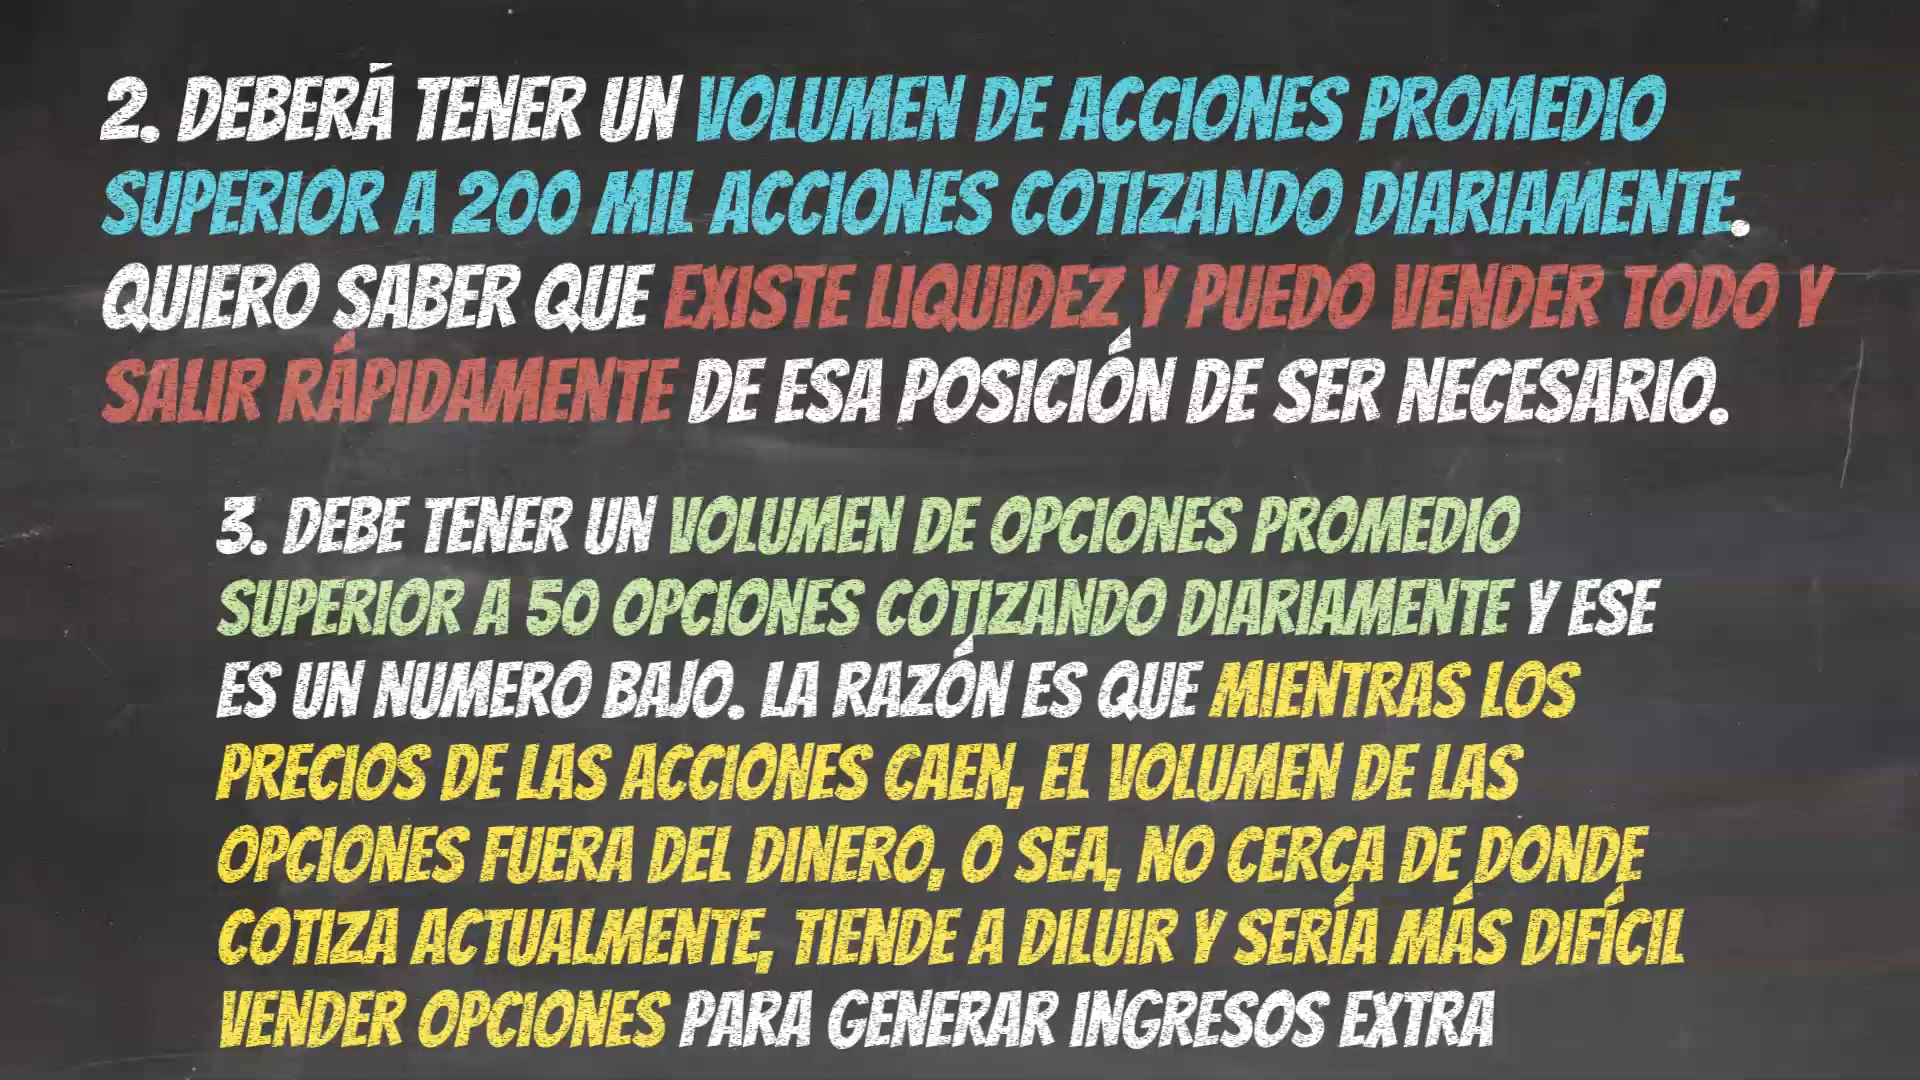 2. DEBERÁ TENER UN VOLUMEN DE ACCIONES PROMEDIO
SUPERIOR A 200 MIL ACCIONES COTIZANDO DIARIAMENTE.
QUIERO SABER QUE EXISTE LIQUIDEZ Y PUEDO VENDER TODO Y
SALIR RÁPIDAMENTE DE ESA POSICIÓN DE SER NECESARIO.
3. DEBE TENER UN VOLUMEN DE OPCIONES PROMEDIO
SUPERIOR A 50 OPCIONES COTIZANDO DIARIAMENTE Y ESE
ES UN NUMERO BAJO. LA RAZÓN ES QUE MIENTRAS LOS
PRECIOS DE LAS ACCIONES CAEN, EL VOLUMEN DE LAS
OPCIONES FUERA DEL DINERO, O SEA, NO CERCA DE DONDE
COTIZA ACTUALMENTE, TIENDE A DILUIR Y SERÍA MÁS DIFÍCIL
VENDER OPCIONES PARA GENERAR INGRESOS EXTRA